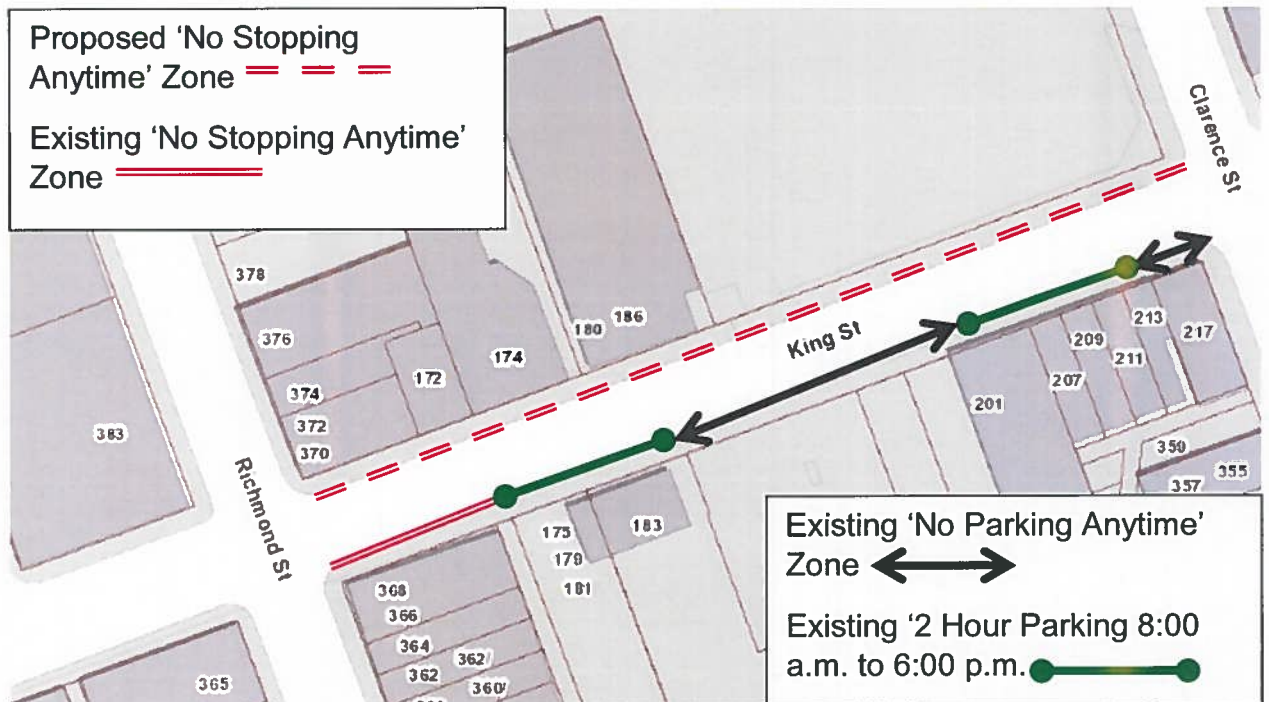 Proposed 'No Stopping
Anytime' Zone
Existing 'No Stopping Anytime'
Zone
Clarence St
378
376
374
372
370
172
174
180
186
King St
213
217
209
211
207
201
350
355
357
383
Richmond St
175
179
181
183
368
366
364
362
362
360
365
Existing 'No Parking Anytime'
Zone
Existing '2 Hour Parking 8:00
a.m. to 6:00 p.m.